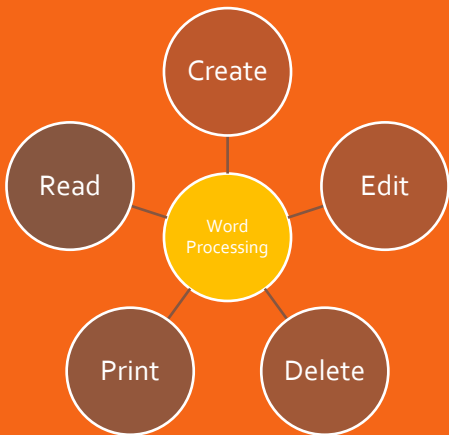 Create
Read
Edit
Word
Processing
Print
Delete